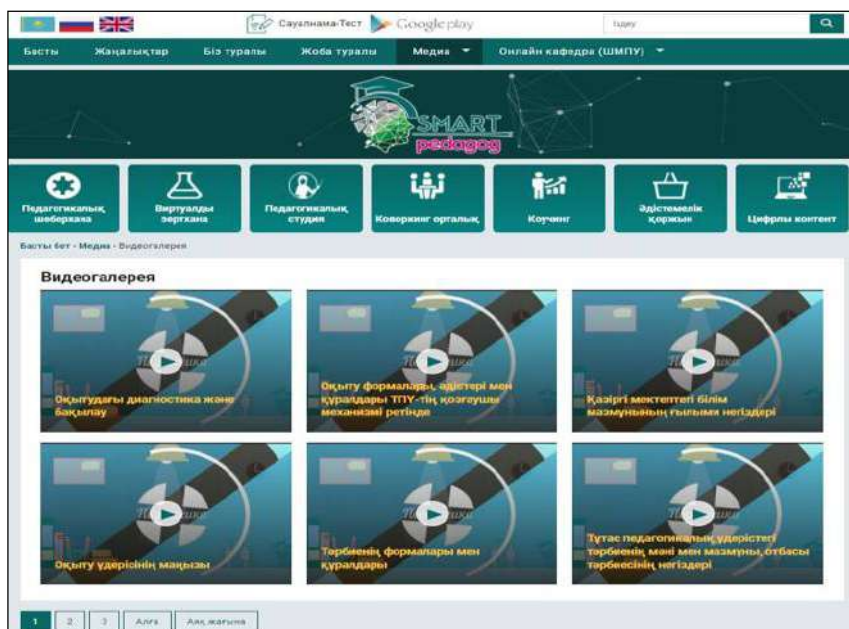 Сауалнама-Тест
Google play
Іздеу
Басты
Жаңалықтар
Біз туралы
Жоба туралы
Медиа
Онлайн кафедра (ШМПУ)
SMART
pedagog
Педагогикалық
шеберхана
Виртуалды
зертхана
Педагогикалық
студия
Коворкинг орталық
Коучинг
Әдістемелік
қоржын
Цифрлы контент
Басты бет - Медиа - Видеогалерея
Видеогалерея
Оқытудағы диагностика және
бақылау
Оқыту формалары, әдістері мен
құралдары ТПҮ-тің қозғаушы
механизмі ретінде
Қазіргі мектептегі білім
мазмұнының ғылыми негіздері
Оқыту үдерісінің маңызы
Тәрбиенің формалары мен
құралдары
Тұтас педагогикалық үдерістегі
тәрбиенің мәні мен мазмұны, отбасы
тәрбиесінің негіздері
1
2
3
Алға
Аяқ жағына